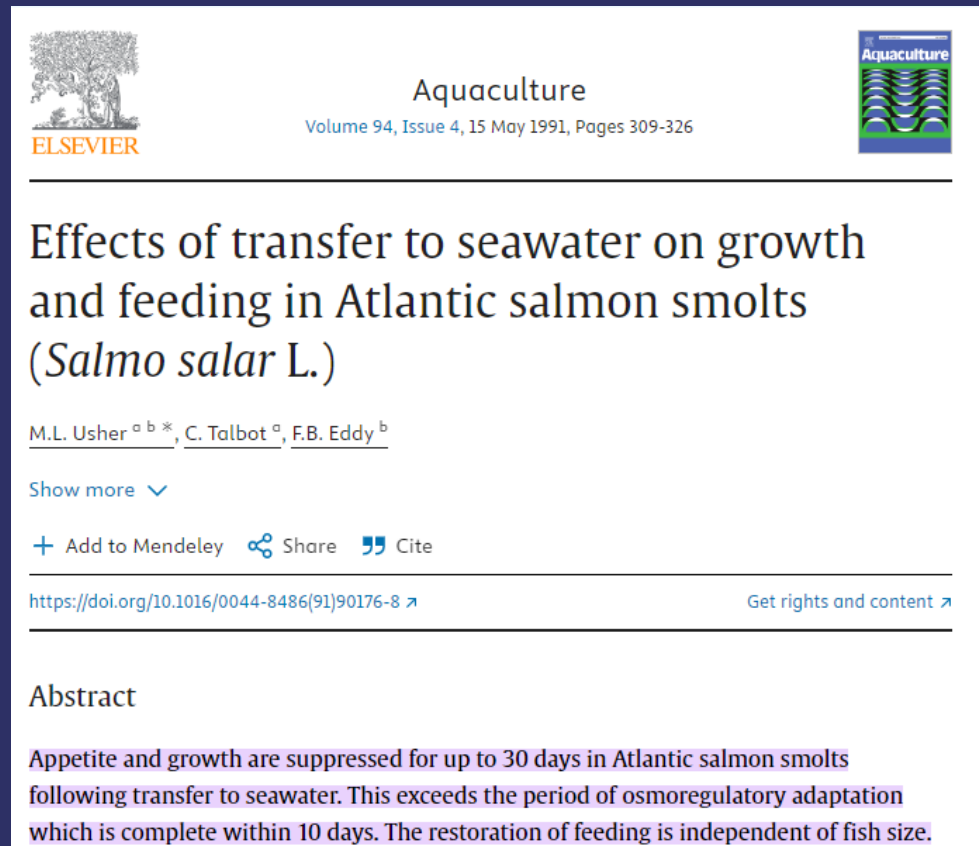 ELSEVIER
Aquaculture
Volume 94, Issue 4, 15 May 1991, Pages 309-326
Aquaculture
Effects of transfer to seawater on growth
and feeding in Atlantic salmon smolts
(Salmo salar L.)
M.L. Usher a b *, C. Talbot a, F.B. Eddy b
Show more
Add to Mendeley Share Cite
https://doi.org/10.1016/0044-8486(91)90176-8 Get rights and content
Abstract
Appetite and growth are suppressed for up to 30 days in Atlantic salmon smolts
following transfer to seawater. This exceeds the period of osmoregulatory adaptation
which is complete within 10 days. The restoration of feeding is independent of fish size.